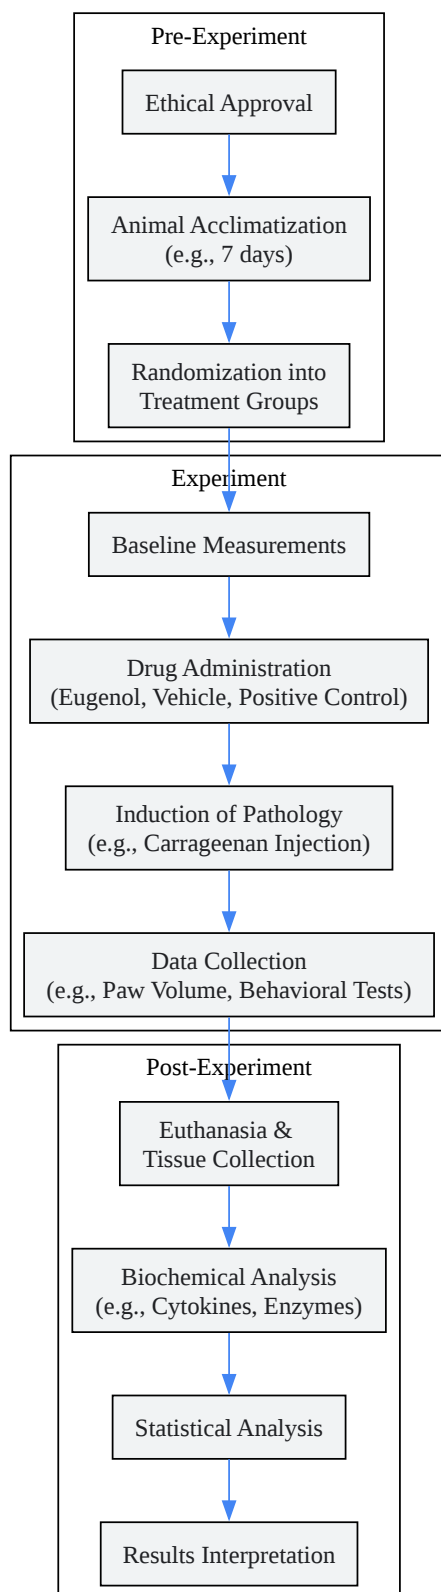 Pre-Experiment
Ethical Approval
Animal Acclimatization
(e.g., 7 days)
Randomization into
Treatment Groups
Experiment
Baseline Measurements
Drug Administration
(Eugenol, Vehicle, Positive Control)
Induction of Pathology
(e.g., Carrageenan Injection)
Data Collection
(e.g., Paw Volume, Behavioral Tests)
Post-Experiment
Euthanasia &
Tissue Collection
Biochemical Analysis
(e.g., Cytokines, Enzymes)
Statistical Analysis
Results Interpretation